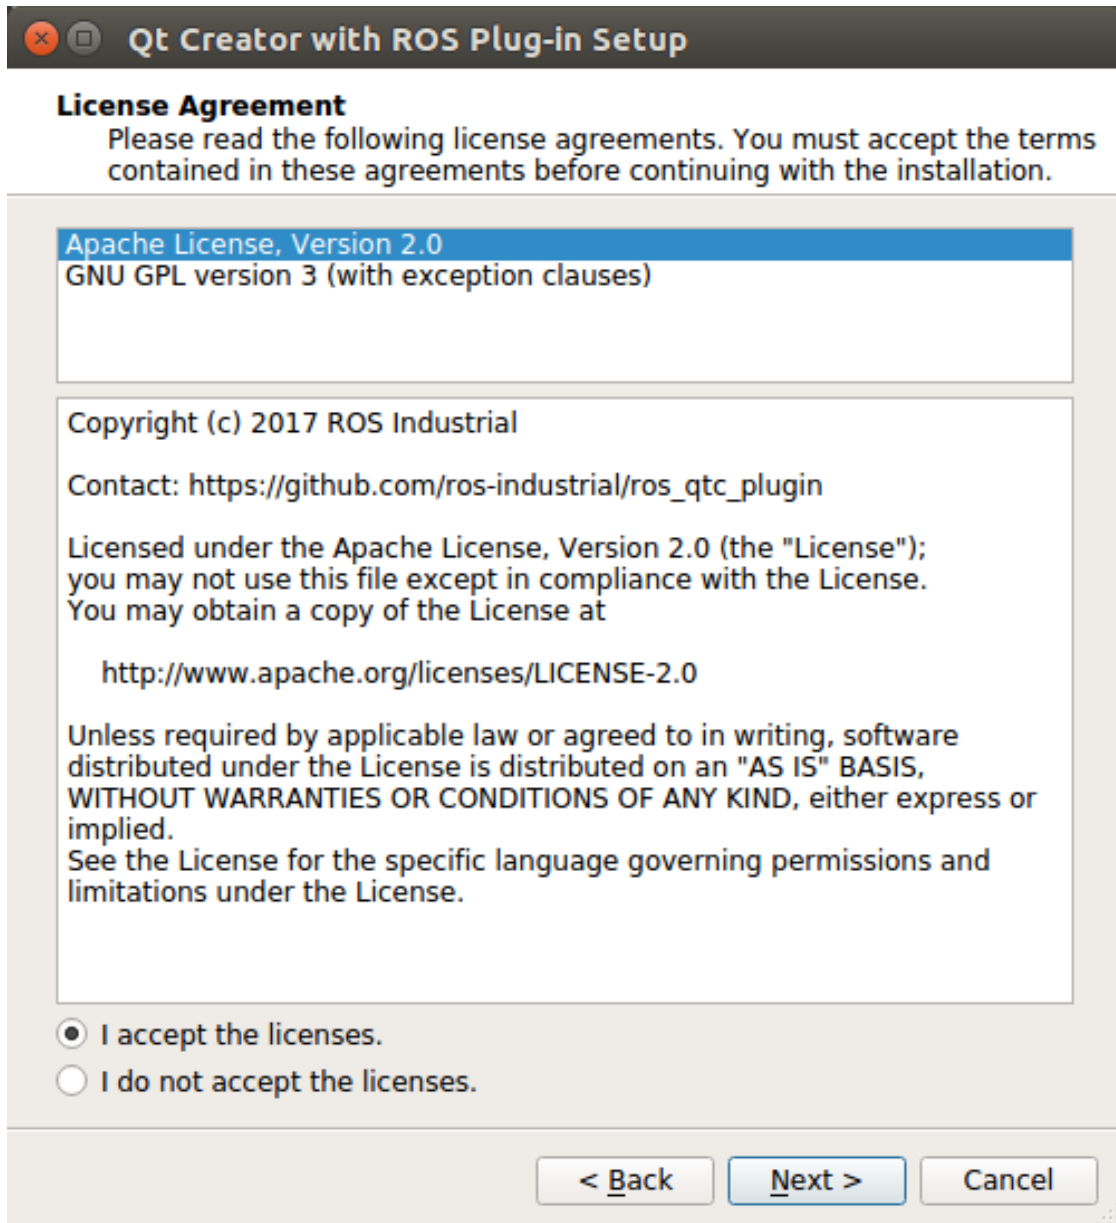 Qt Creator with ROS Plug-in Setup
License Agreement
Please read the following license agreements. You must accept the terms
contained in these agreements before continuing with the installation.
Apache License, Version 2.0
GNU GPL version 3 (with exception clauses)
Copyright (c) 2017 ROS Industrial
Contact: https://github.com/ros-industrial/ros_qtc_plugin
Licensed under the Apache License, Version 2.0 (the "License");
you may not use this file except in compliance with the License.
You may obtain a copy of the License at
http://www.apache.org/licenses/LICENSE-2.0
Unless required by applicable law or agreed to in writing, software
distributed under the License is distributed on an "AS IS" BASIS,
WITHOUT WARRANTIES OR CONDITIONS OF ANY KIND, either express or
implied.
See the License for the specific language governing permissions and
limitations under the License.
I accept the licenses.
I do not accept the licenses.
< Back Next > Cancel